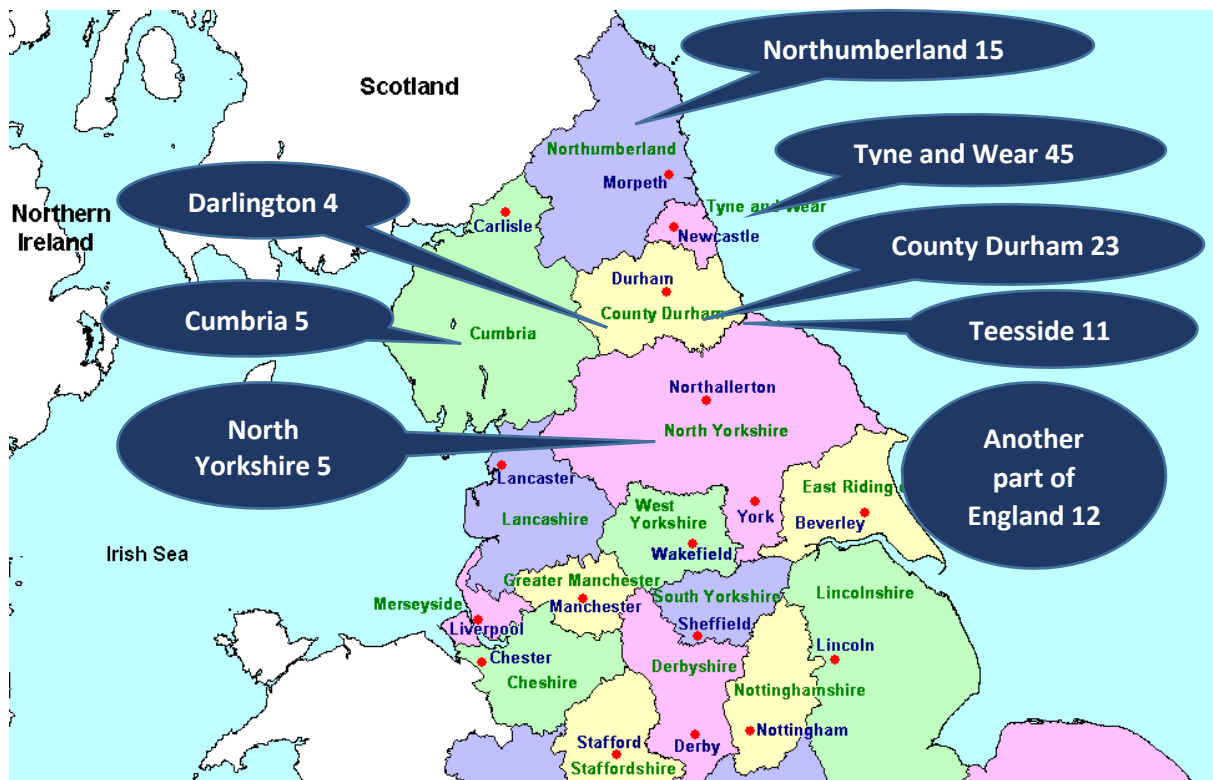 Northumberland 15
Scotland
Northumberland
Tyne and Wear 45
Morpeth
Darlington 4
Northern
Ireland
Carlisle
Tyne and Wear
Newcastle
County Durham 23
Durham
County Durham
Cumbria 5
Cumbria
Teesside 11
Northallerton
North Yorkshire
North
Yorkshire 5
Another
part of
England 12
Lancaster
Lancashire
West
Yorkshire
York
East Riding
Beverley
Wakefield
Irish Sea
Greater Manchester
Manchester
South Yorkshire
Sheffield
Lincolnshire
Merseyside
Liverpool
Chester
Cheshire
Derbyshire
Lincoln
Nottinghamshire
Nottingham
Stafford
Staffordshire
Derby